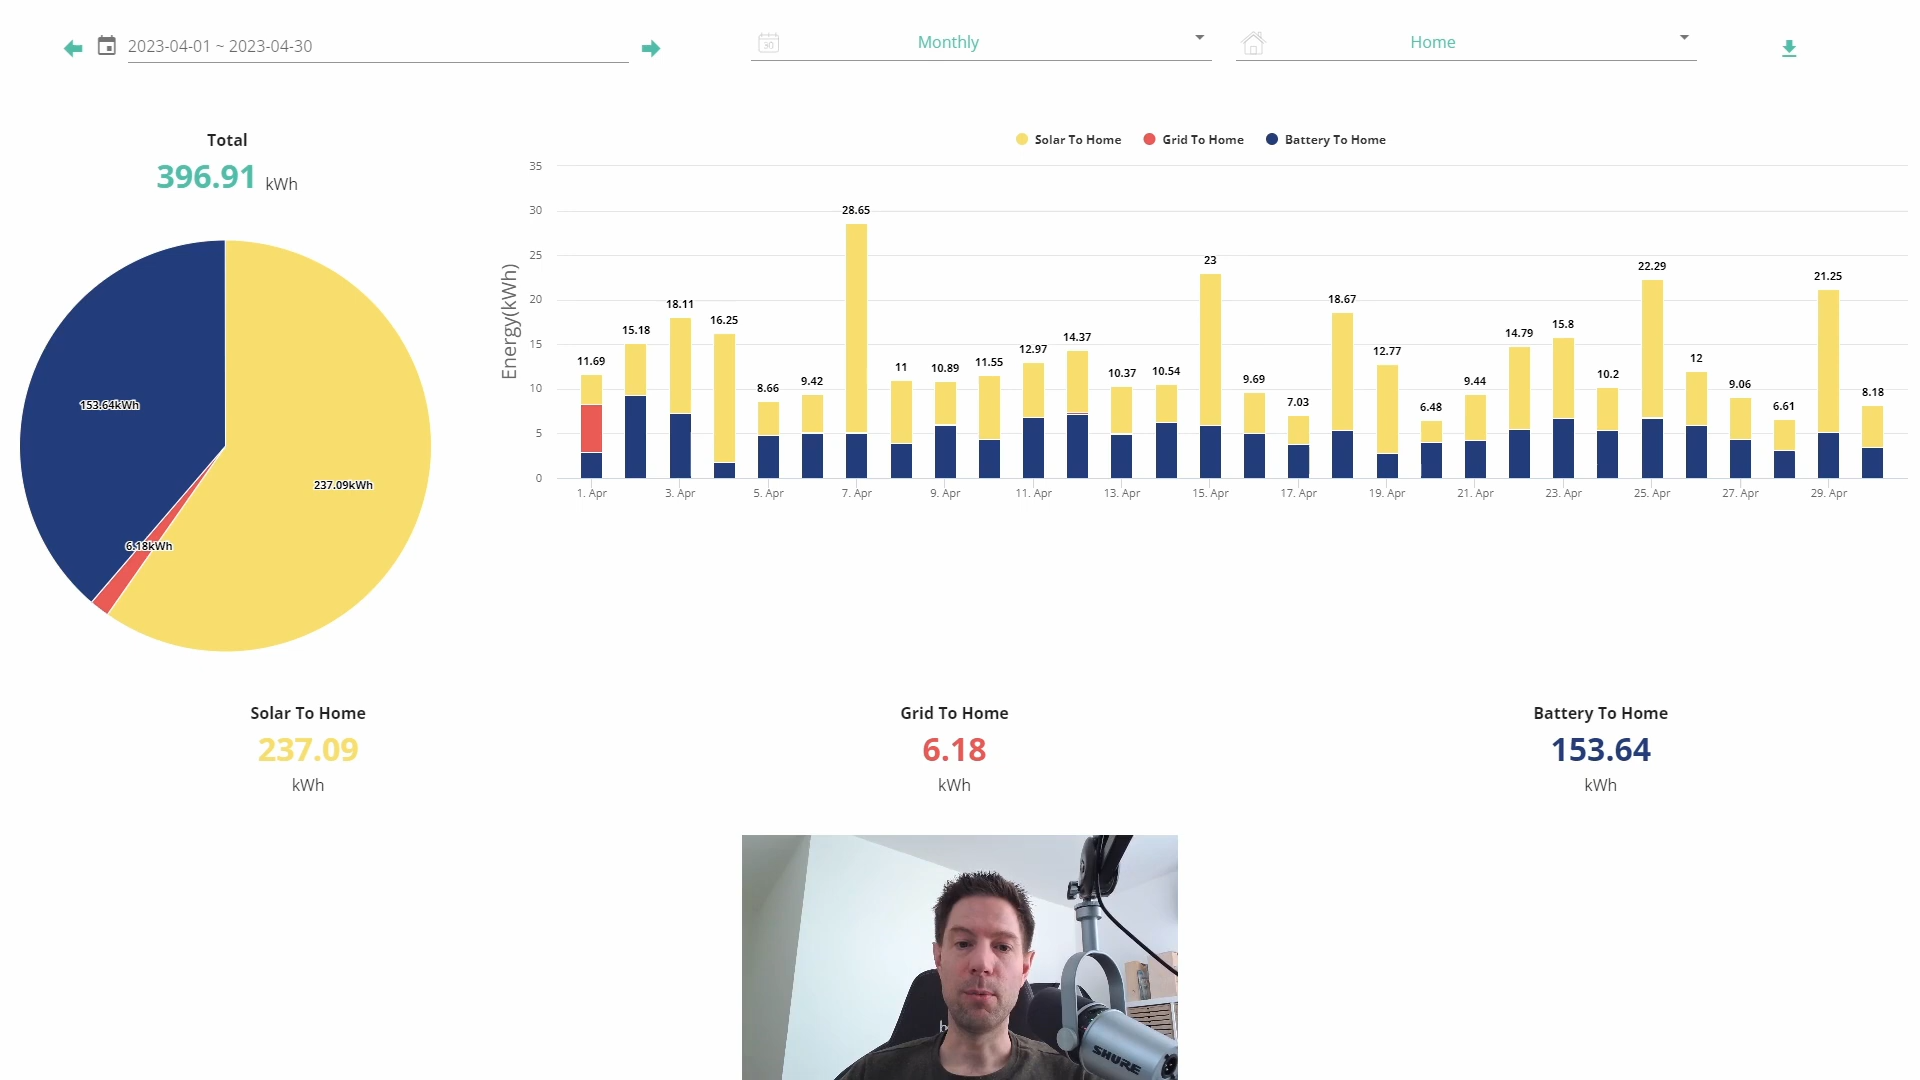 2023-04-01 ~ 2023-04-30
30
Monthly
Home
Total
396.91 kWh
Solar To Home
Grid To Home
Battery To Home
Energy(kWh)
35
30
25
20
15
10
5
0
11.69
15.18
18.11
16.25
8.66
9.42
28.65
11
10.89
11.55
12.97
14.37
10.37
10.54
23
9.69
7.03
18.67
12.77
6.48
9.44
14.79
15.8
10.2
22.29
12
9.06
6.61
21.25
8.18
1. Apr
3. Apr
5. Apr
7. Apr
9. Apr
11. Apr
13. Apr
15. Apr
17. Apr
19. Apr
21. Apr
23. Apr
25. Apr
27. Apr
29. Apr
153.64kWh
237.09kWh
6.18kWh
Solar To Home
237.09
kWh
Grid To Home
6.18
kWh
Battery To Home
153.64
kWh
SHURE